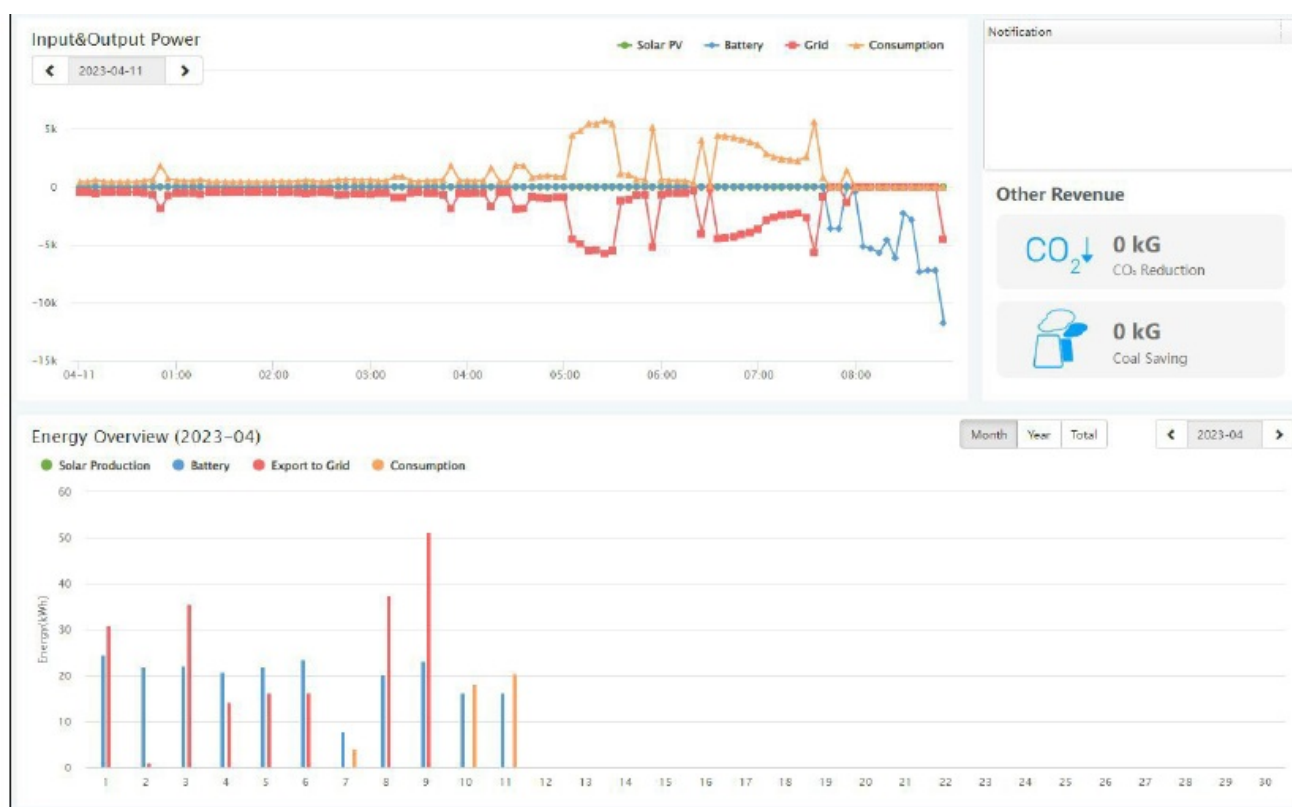 Input&Output Power
Solar PV Battery Grid Consumption
2023-04-11
5k
0
-5k
-10k
-15k
04-11 01:00 02:00 03:00 04:00 05:00 06:00 07:00 08:00
Notification
Other Revenue
CO₂ 0 kG
CO₂ Reduction
0 kG
Coal Saving
Energy Overview (2023-04)
Month Year Total 2023-04
Solar Production Battery Export to Grid Consumption
Energy(kWh)
60
50
40
30
20
10
0
1 2 3 4 5 6 7 8 9 10 11 12 13 14 15 16 17 18 19 20 21 22 23 24 25 26 27 28 29 30